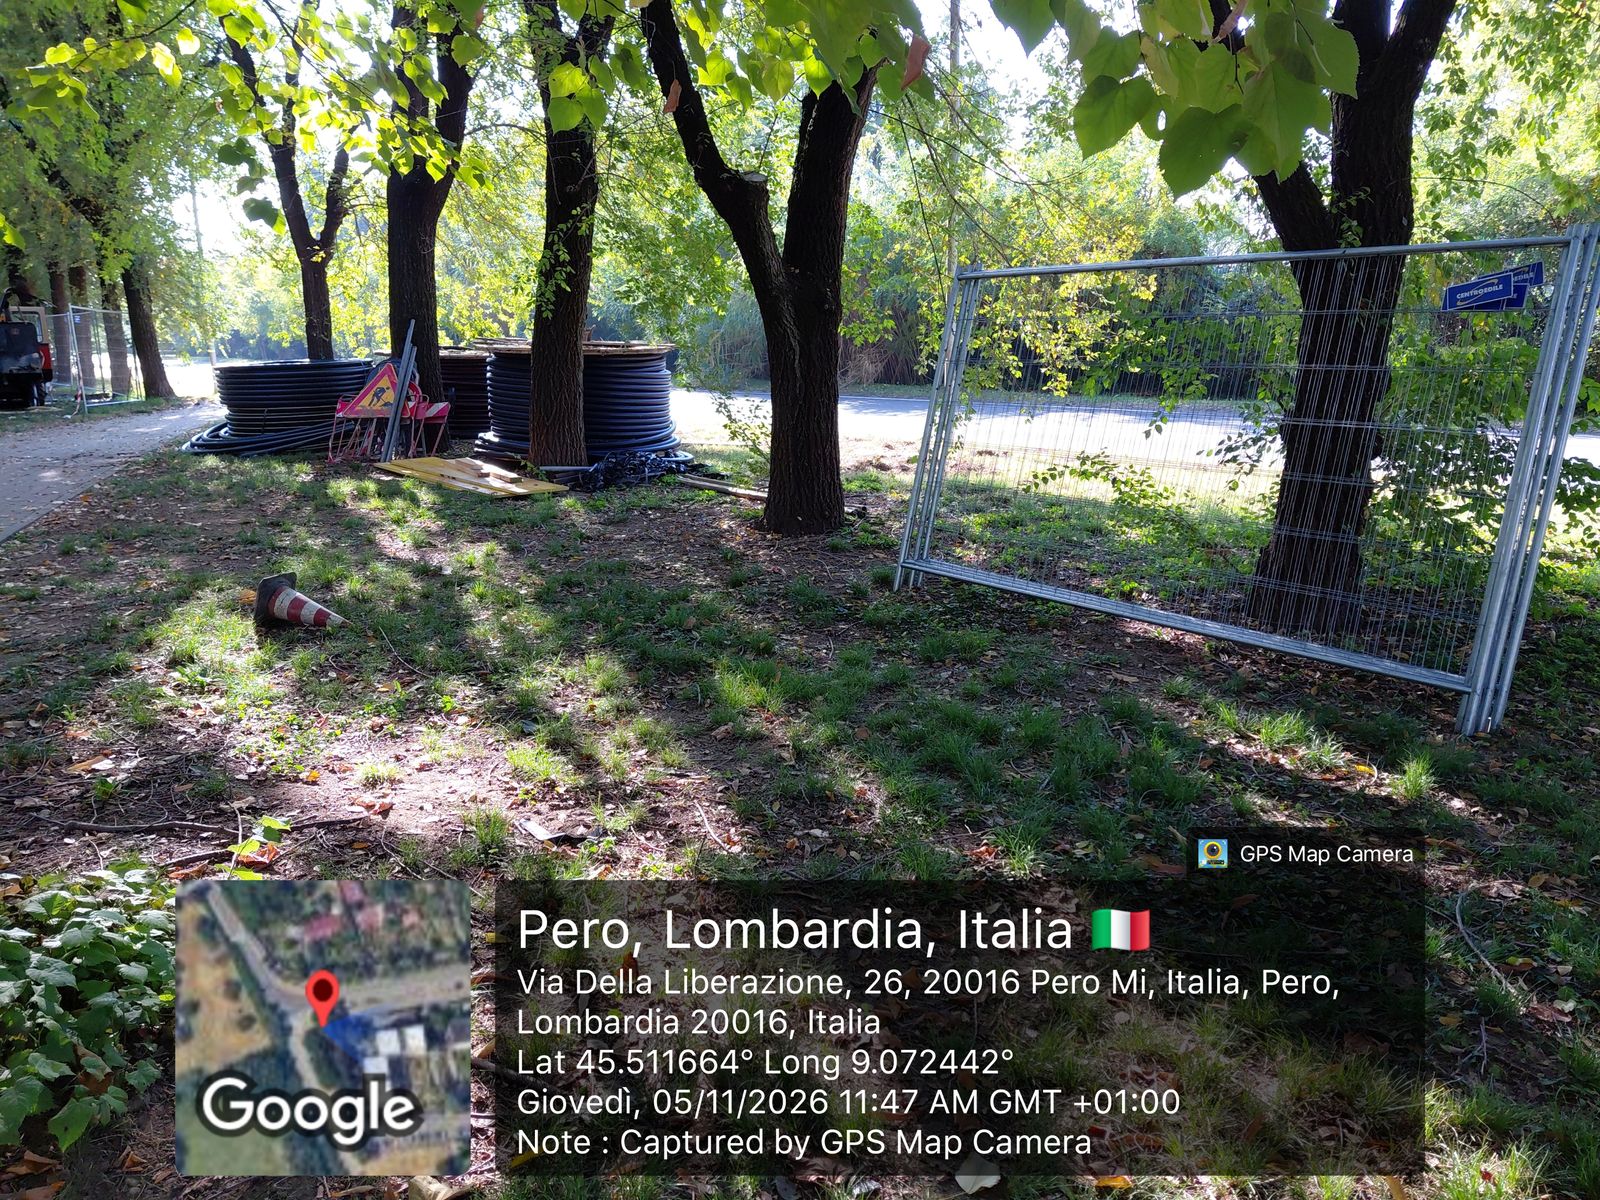 CENTROEDILE
GPS Map Camera
Pero, Lombardia, Italia
Via Della Liberazione, 26, 20016 Pero Mi, Italia, Pero,
Lombardia 20016, Italia
Lat 45.511664° Long 9.072442°
Giovedì, 05/11/2026 11:47 AM GMT +01:00
Note : Captured by GPS Map Camera
Google